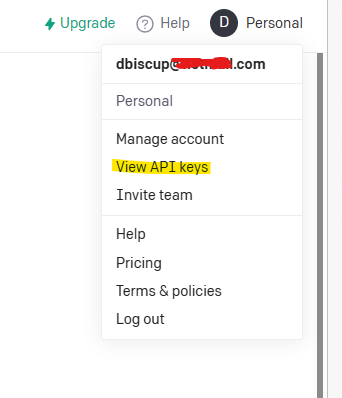 Upgrade ? Help D Personal
dbiscup@ .com
Personal
Manage account
View API keys
Invite team
Help
Pricing
Terms & policies
Log out